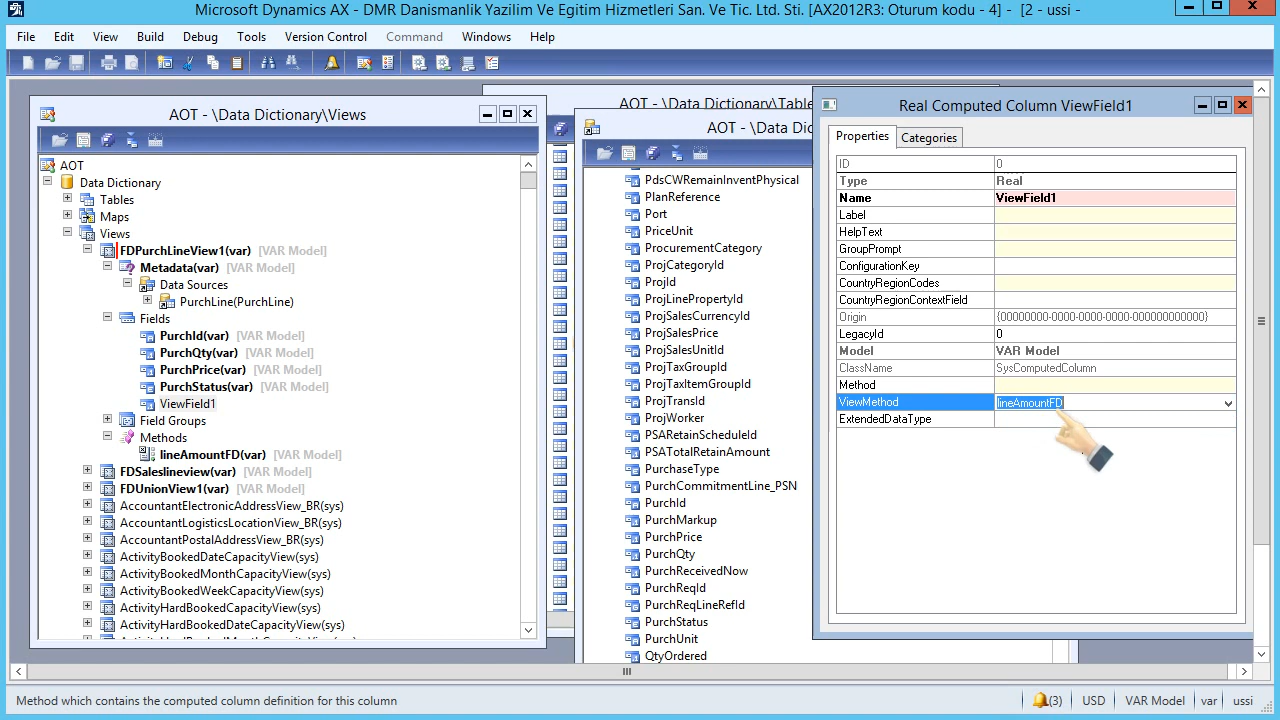 Microsoft Dynamics AX - DMR Danismanlik Yazilim Ve Egitim Hizmetleri San. Ve Tic. Ltd. Sti. [AX2012R3: Oturum kodu - 4] - [2 - ussi -
File Edit View Build Debug Tools Version Control Command Windows Help
AOT - \Data Dictionary\Views
AOT
Data Dictionary
Tables
Maps
Views
FDPurchLineView1(var) [VAR Model]
Metadata(var) [VAR Model]
Data Sources
PurchLine(PurchLine)
Fields
PurchId(var) [VAR Model]
PurchQty(var) [VAR Model]
PurchPrice(var) [VAR Model]
PurchStatus(var) [VAR Model]
ViewField1
Field Groups
Methods
lineAmountFD(var) [VAR Model]
FDSaleslineview(var) [VAR Model]
FDUnionView1(var) [VAR Model]
AccountantElectronicAddressView_BR(sys)
AccountantLogisticsLocationView_BR(sys)
AccountantPostalAddressView_BR(sys)
ActivityBookedDateCapacityView(sys)
ActivityBookedMonthCapacityView(sys)
ActivityBookedWeekCapacityView(sys)
ActivityHardBookedCapacityView(sys)
ActivityHardBookedDateCapacityView(sys)
AOT - \Data Dictionary\Table
AOT - \Data Dic
PdsCWRemainInventPhysical
PlanReference
Port
PriceUnit
ProcurementCategory
ProjCategoryId
ProjId
ProjLinePropertyId
ProjSalesCurrencyId
ProjSalesPrice
ProjSalesUnitId
ProjTaxGroupId
ProjTaxItemGroupId
ProjTransId
ProjWorker
PSARetainScheduleId
PSATotalRetainAmount
PurchaseType
PurchCommitmentLine_PSN
PurchId
PurchMarkup
PurchPrice
PurchQty
PurchReceivedNow
PurchReqId
PurchReqLineRefId
PurchStatus
PurchUnit
QtyOrdered
Real Computed Column ViewField1
Properties Categories
ID 0
Type Real
Name ViewField1
Label
HelpText
GroupPrompt
ConfigurationKey
CountryRegionCodes
CountryRegionContextField
Origin {00000000-0000-0000-0000-000000000000}
LegacyId 0
Model VAR Model
ClassName SysComputedColumn
Method
ViewMethod lineAmountFD
ExtendedDataType
Method which contains the computed column definition for this column
(3) USD VAR Model var ussi